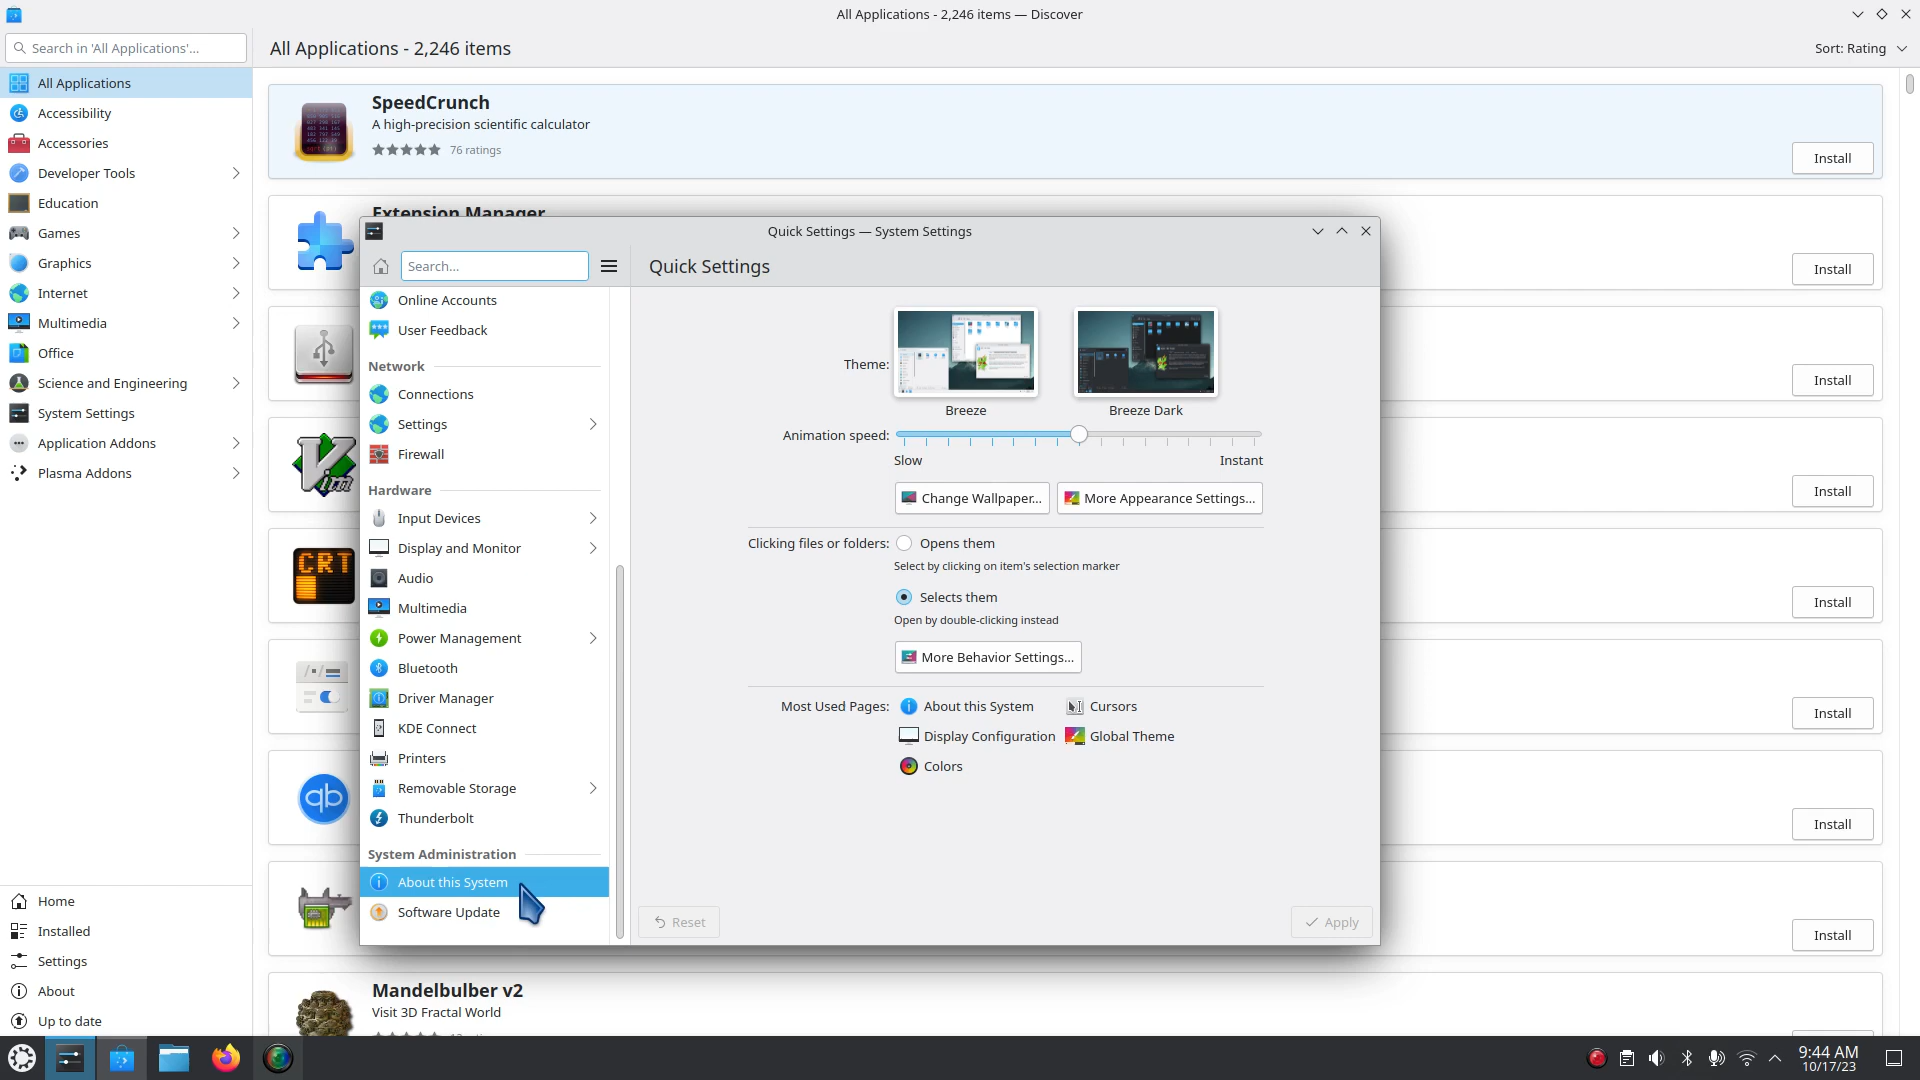 All Applications - 2,246 items — Discover
Search in 'All Applications'...
All Applications - 2,246 items
Sort: Rating
All Applications
Accessibility
Accessories
Developer Tools
Education
Games
Graphics
Internet
Multimedia
Office
Science and Engineering
System Settings
Application Addons
Plasma Addons
Home
Installed
Settings
About
Up to date
SpeedCrunch
A high-precision scientific calculator
76 ratings
Install
Extension Manager
Install
Install
Install
Install
Install
Install
Install
CRT
qb
Mandelbulber v2
Visit 3D Fractal World
Quick Settings — System Settings
Search...
Quick Settings
Online Accounts
User Feedback
Network
Connections
Settings
Firewall
Hardware
Input Devices
Display and Monitor
Audio
Multimedia
Power Management
Bluetooth
Driver Manager
KDE Connect
Printers
Removable Storage
Thunderbolt
System Administration
About this System
Software Update
Theme:
Breeze
Breeze Dark
Animation speed:
Slow
Instant
Change Wallpaper...
More Appearance Settings...
Clicking files or folders:
Opens them
Select by clicking on item's selection marker
Selects them
Open by double-clicking instead
More Behavior Settings...
Most Used Pages:
About this System
Cursors
Display Configuration
Global Theme
Colors
Reset
Apply
9:44 AM
10/17/23